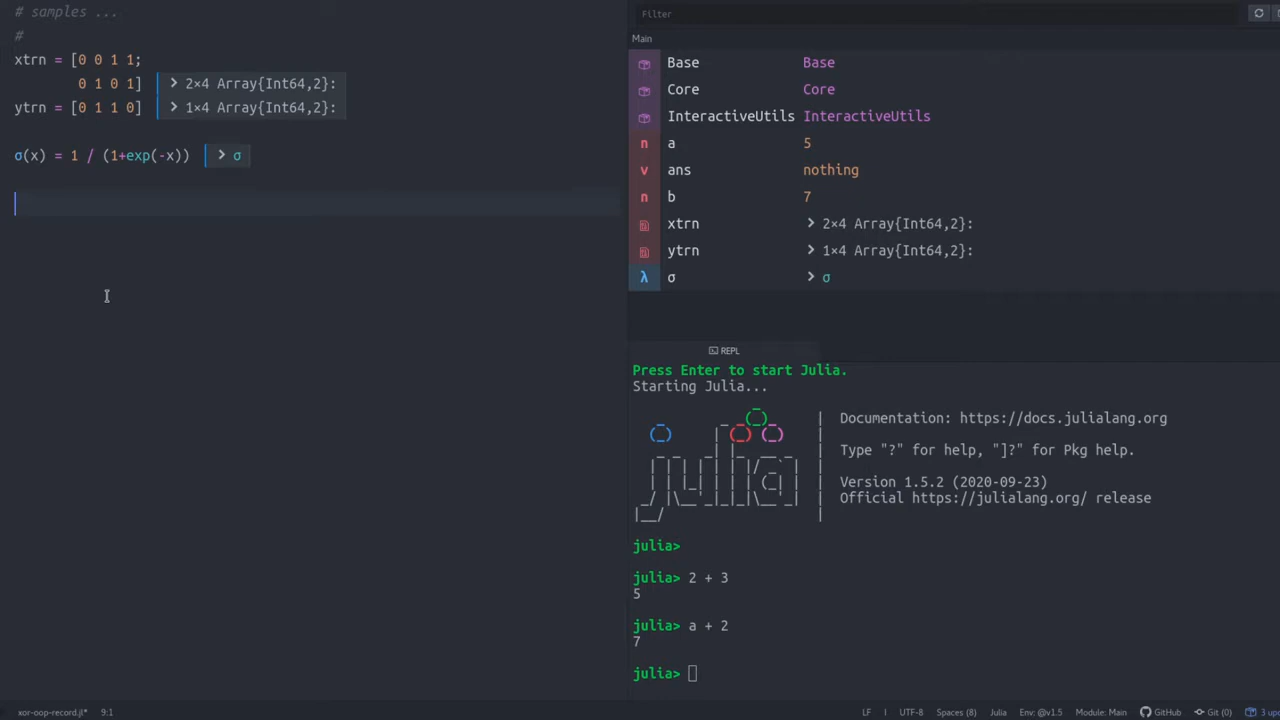 # samples ...
#
xtrn = [0 0 1 1;
0 1 0 1] > 2×4 Array{Int64,2}:
ytrn = [0 1 1 0] > 1×4 Array{Int64,2}:
σ(x) = 1 / (1+exp(-x)) > σ
Filter
Main
Base Base
Core Core
InteractiveUtils InteractiveUtils
n a 5
v ans nothing
n b 7
xtrn > 2×4 Array{Int64,2}:
ytrn > 1×4 Array{Int64,2}:
λ σ > σ
REPL
Press Enter to start Julia.
Starting Julia...
julia
| Documentation: https://docs.julialang.org
| Type "?" for help, "]?" for Pkg help.
| Version 1.5.2 (2020-09-23)
| Official https://julialang.org/ release
julia>
julia> 2 + 3
5
julia> a + 2
7
julia>
xor-oop-record.jl* 9:1 LF UTF-8 Spaces (8) Julia Env: @v1.5 Module: Main GitHub Git (0)